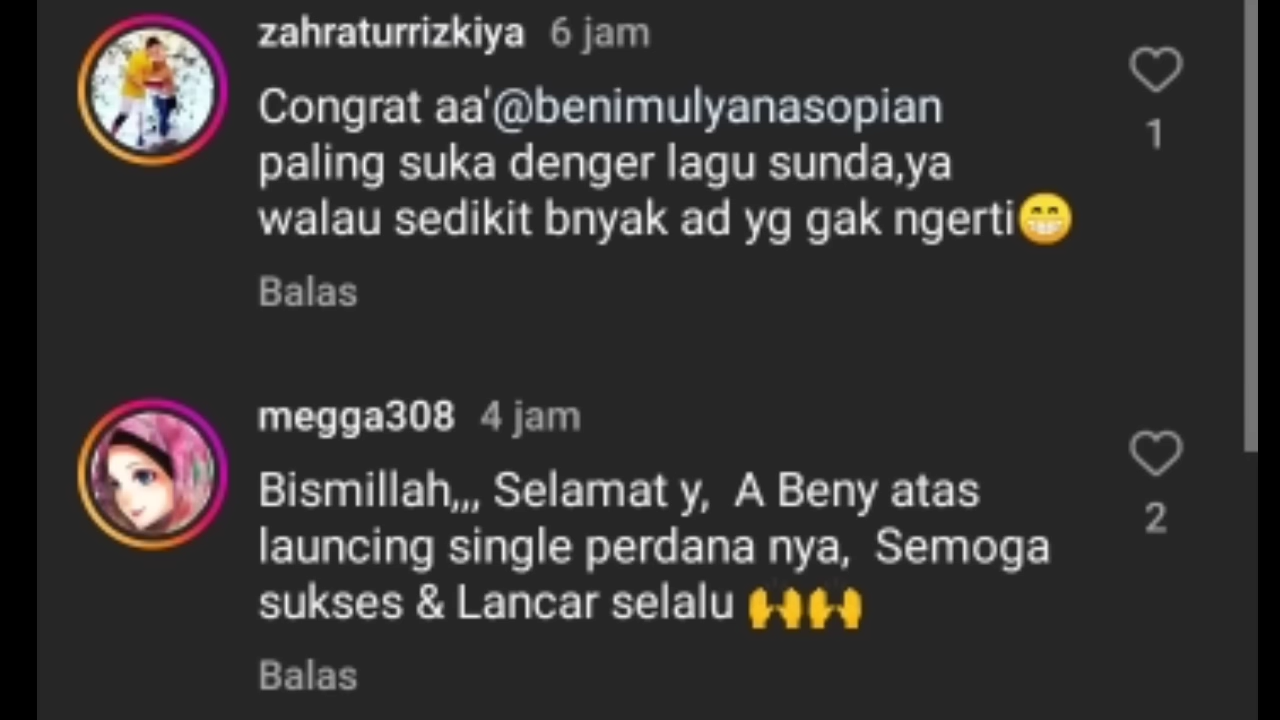 zahraturrizkiya 6 jam
Congrat aa'@benimulyanasopian
paling suka denger lagu sunda,ya
walau sedikit bnyak ad yg gak ngerti😁
1
Balas
megga308 4 jam
Bismillah,,, Selamat y, A Beny atas
launcing single perdana nya, Semoga
sukses & Lancar selalu 🙌🙌
2
Balas